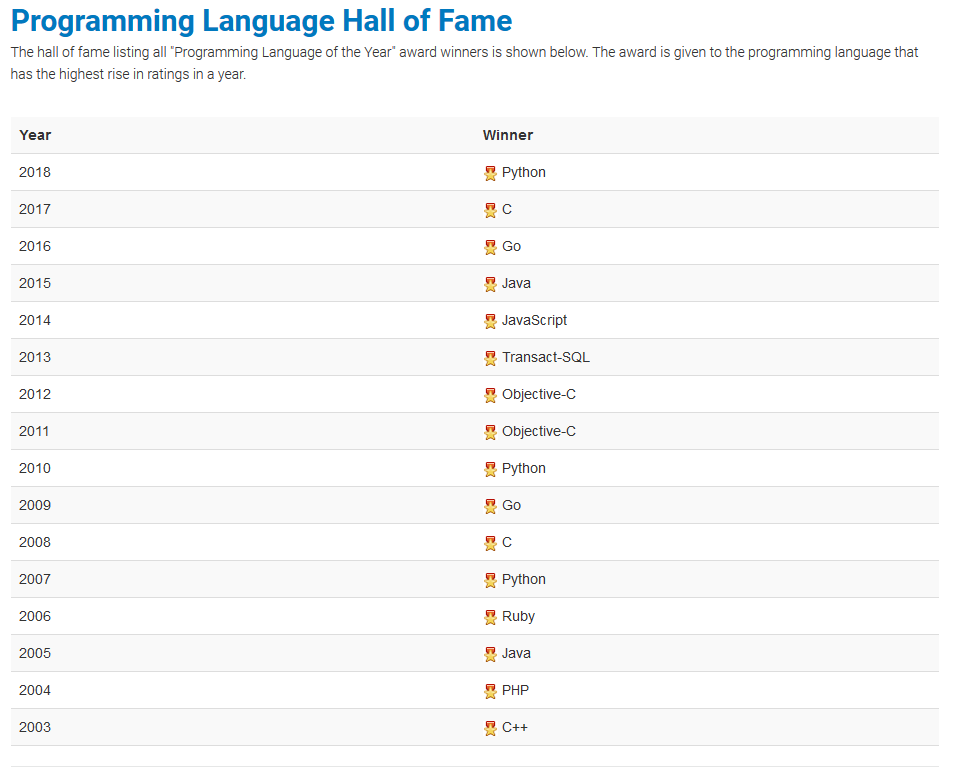 Programming Language Hall of Fame
The hall of fame listing all "Programming Language of the Year" award winners is shown below. The award is given to the programming language that
has the highest rise in ratings in a year.
Year Winner
2018 Python
2017 C
2016 Go
2015 Java
2014 JavaScript
2013 Transact-SQL
2012 Objective-C
2011 Objective-C
2010 Python
2009 Go
2008 C
2007 Python
2006 Ruby
2005 Java
2004 PHP
2003 C++